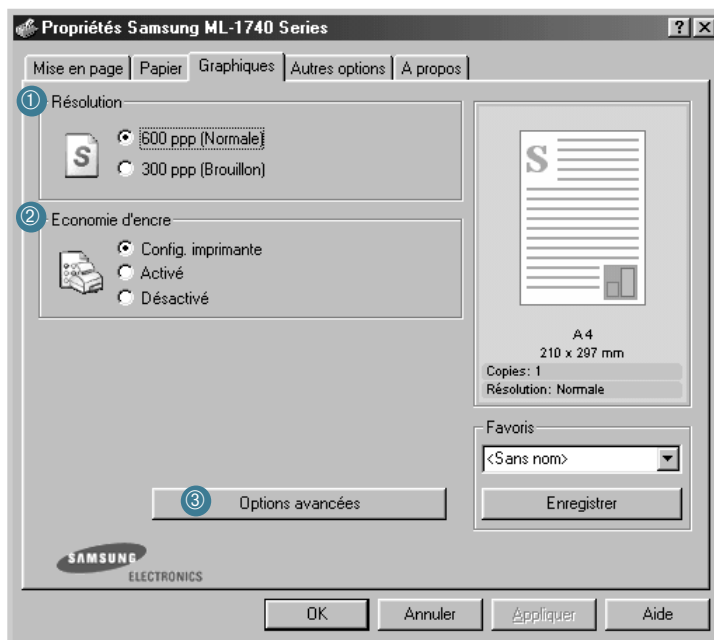 Propriétés Samsung ML-1740 Series
Mise en page
Papier
Graphiques
Autres options
A propos
① Résolution
600 ppp (Normale)
300 ppp (Brouillon)
② Economie d'encre
Config. imprimante
Activé
Désactivé
S
S
A4
210 x 297 mm
Copies: 1
Résolution: Normale
Favoris
<Sans nom>
③ Options avancées
Enregistrer
SAMSUNG
ELECTRONICS
OK
Annuler
Appliquer
Aide